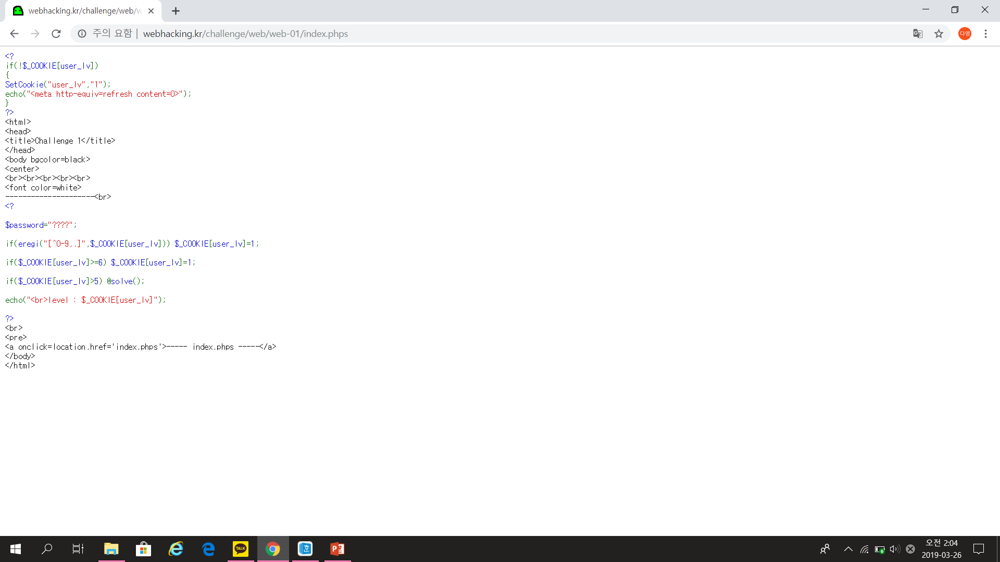 webhacking.kr/challenge/web/w
주의 요함 | webhacking.kr/challenge/web/web-01/index.phps
다영
<?
if(!$_COOKIE[user_lv])
{
SetCookie("user_lv","1");
echo("<meta http-equiv=refresh content=0>");
}
?>
<html>
<head>
<title>Challenge 1</title>
</head>
<body bgcolor=black>
<center>
<br><br><br><br><br>
<font color=white>
---------------------<br>
<?
$password="????";
if(eregi("[^0-9,.]",$_COOKIE[user_lv])) $_COOKIE[user_lv]=1;
if($_COOKIE[user_lv]>=6) $_COOKIE[user_lv]=1;
if($_COOKIE[user_lv]>5) @solve();
echo("<br>level : $_COOKIE[user_lv]");
?>
<br>
<pre>
<a onclick=location.href='index.phps'>----- index.phps -----</a>
</body>
</html>
TALK
오전 2:04
2019-03-26